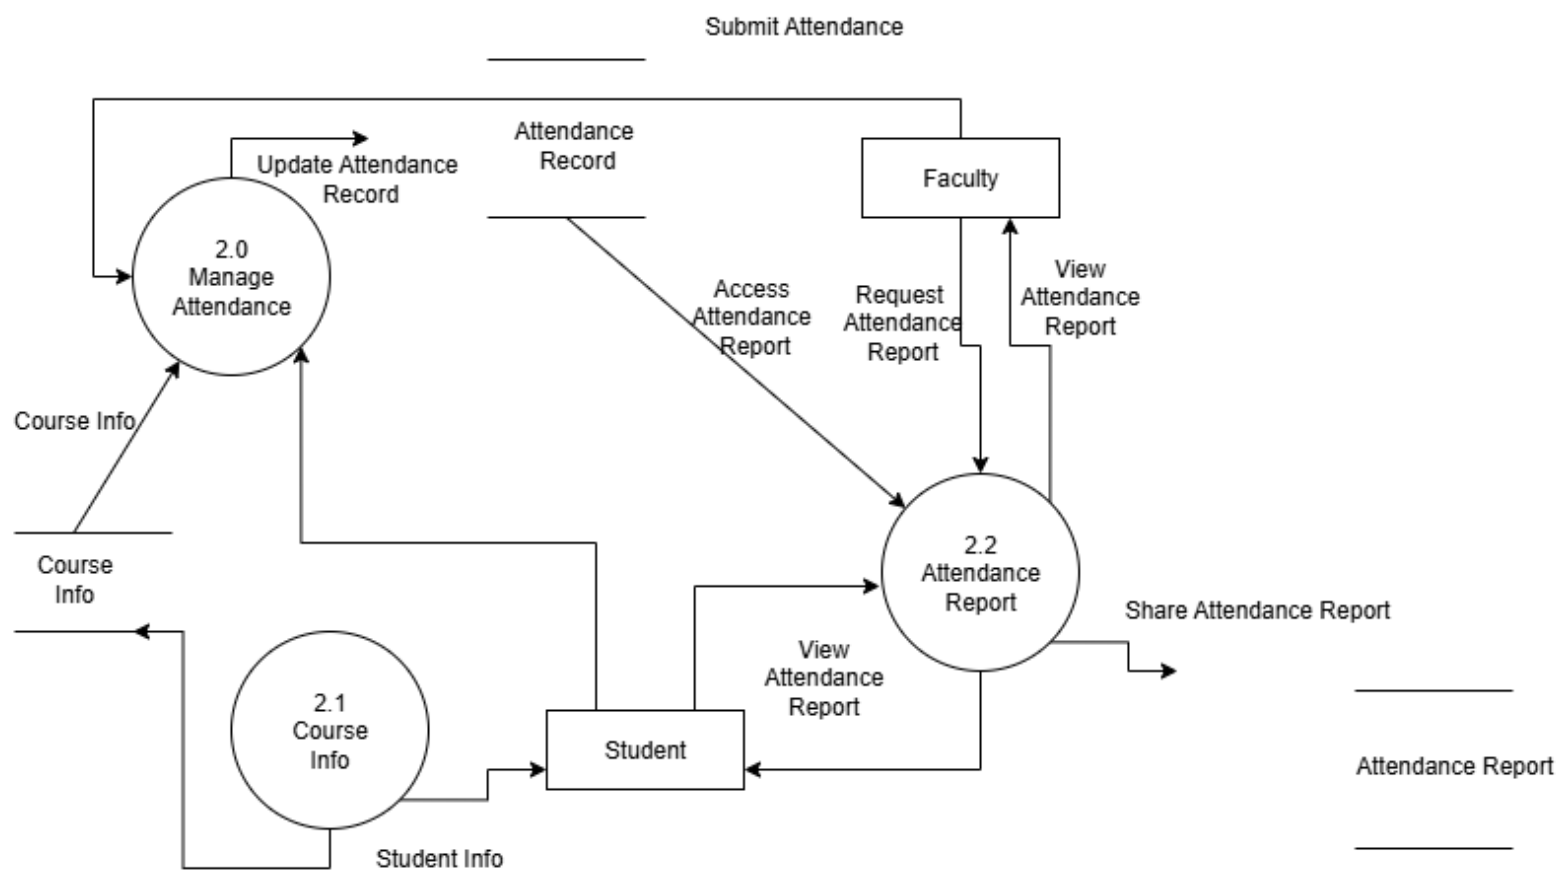 Submit Attendance
Attendance
Record
Update Attendance
Record
Faculty
2.0
Manage
Attendance
Access
Attendance
Report
Request
Attendance
Report
View
Attendance
Report
Course Info
Course
Info
2.2
Attendance
Report
Share Attendance Report
View
Attendance
Report
2.1
Course
Info
Student
Attendance Report
Student Info